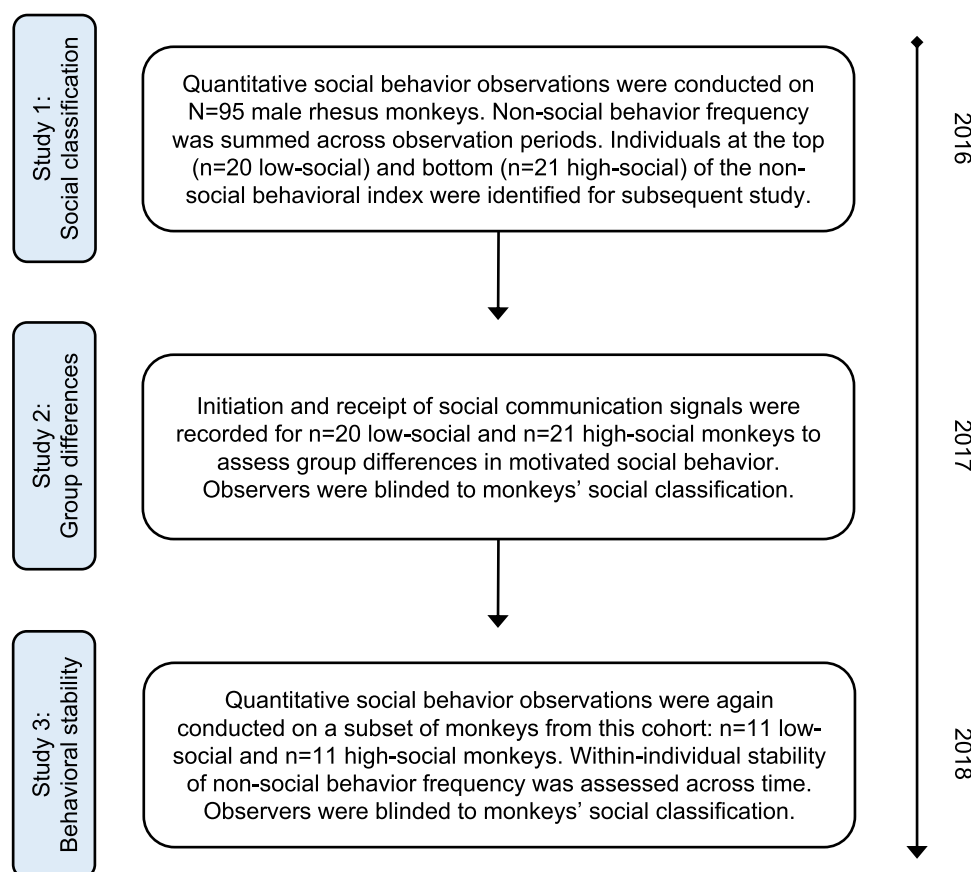 Study 1:
Social classification
Quantitative social behavior observations were conducted on
N=95 male rhesus monkeys. Non-social behavior frequency
was summed across observation periods. Individuals at the top
(n=20 low-social) and bottom (n=21 high-social) of the non-
social behavioral index were identified for subsequent study.
2016
Study 2:
Group differences
Initiation and receipt of social communication signals were
recorded for n=20 low-social and n=21 high-social monkeys to
assess group differences in motivated social behavior.
Observers were blinded to monkeys’ social classification.
2017
Study 3:
Behavioral stability
Quantitative social behavior observations were again
conducted on a subset of monkeys from this cohort: n=11 low-
social and n=11 high-social monkeys. Within-individual stability
of non-social behavior frequency was assessed across time.
Observers were blinded to monkeys’ social classification.
2018